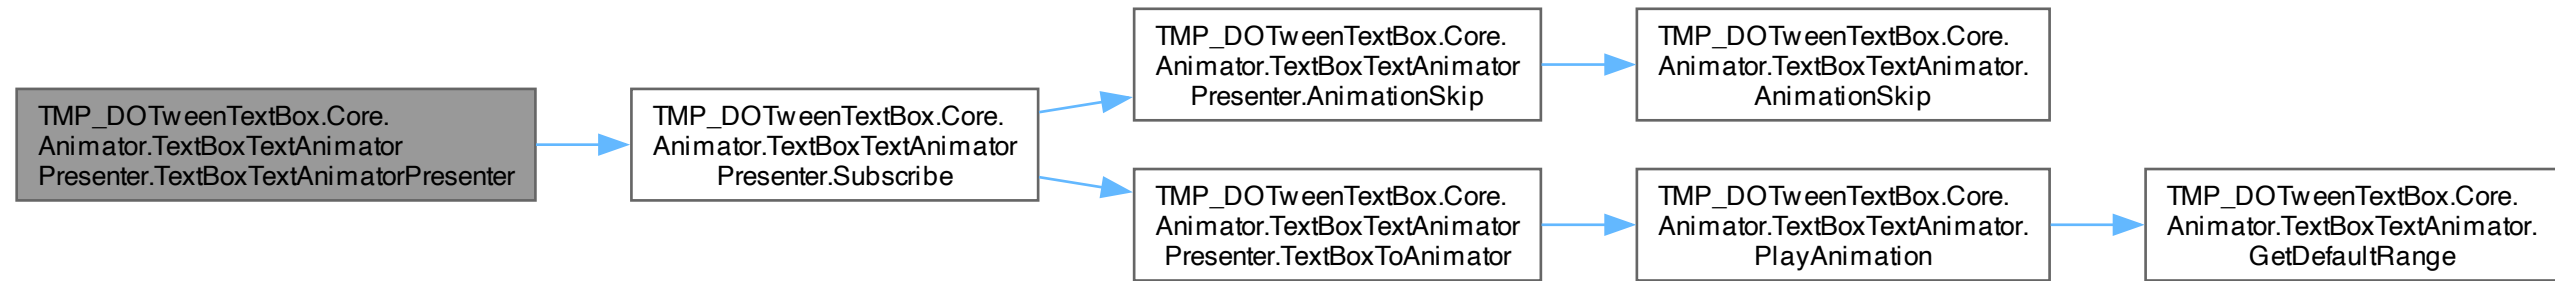 TMP_DOTweenTextBox.Core.
Animator.TextBoxTextAnimator
Presenter.TextBoxTextAnimatorPresenter
TMP_DOTweenTextBox.Core.
Animator.TextBoxTextAnimator
Presenter.Subscribe
TMP_DOTweenTextBox.Core.
Animator.TextBoxTextAnimator
Presenter.AnimationSkip
TMP_DOTweenTextBox.Core.
Animator.TextBoxTextAnimator.
AnimationSkip
TMP_DOTweenTextBox.Core.
Animator.TextBoxTextAnimator
Presenter.TextBoxToAnimator
TMP_DOTweenTextBox.Core.
Animator.TextBoxTextAnimator.
PlayAnimation
TMP_DOTweenTextBox.Core.
Animator.TextBoxTextAnimator.
GetDefaultRange